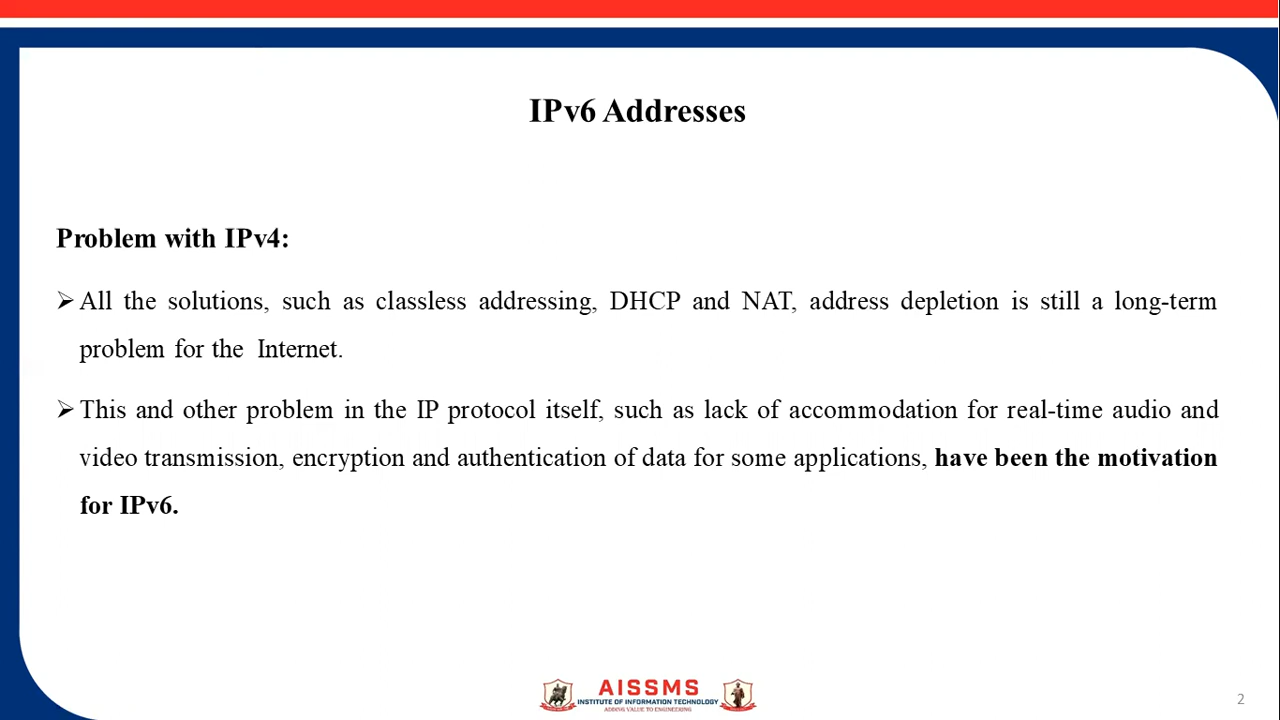 IPv6 Addresses
Problem with IPv4:
➢ All the solutions, such as classless addressing, DHCP and NAT, address depletion is still a long-term
problem for the Internet.
➢ This and other problem in the IP protocol itself, such as lack of accommodation for real-time audio and
video transmission, encryption and authentication of data for some applications, have been the motivation
for IPv6.
AISSMS
INSTITUTE OF INFORMATION TECHNOLOGY
ADDING VALUE TO ENGINEERING
2